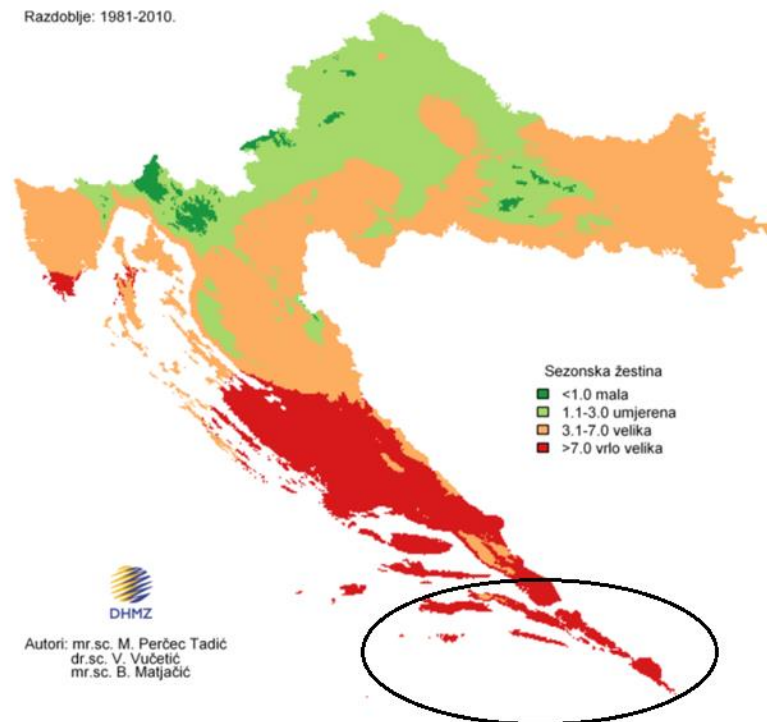 Razdoblje: 1981-2010.
Sezonska žestina
<1.0 mala
1.1-3.0 umjerena
3.1-7.0 velika
>7.0 vrlo velika
DHMZ
Autori: mr.sc. M. Perčec Tadić
dr.sc. V. Vučetić
mr.sc. B. Matjačić